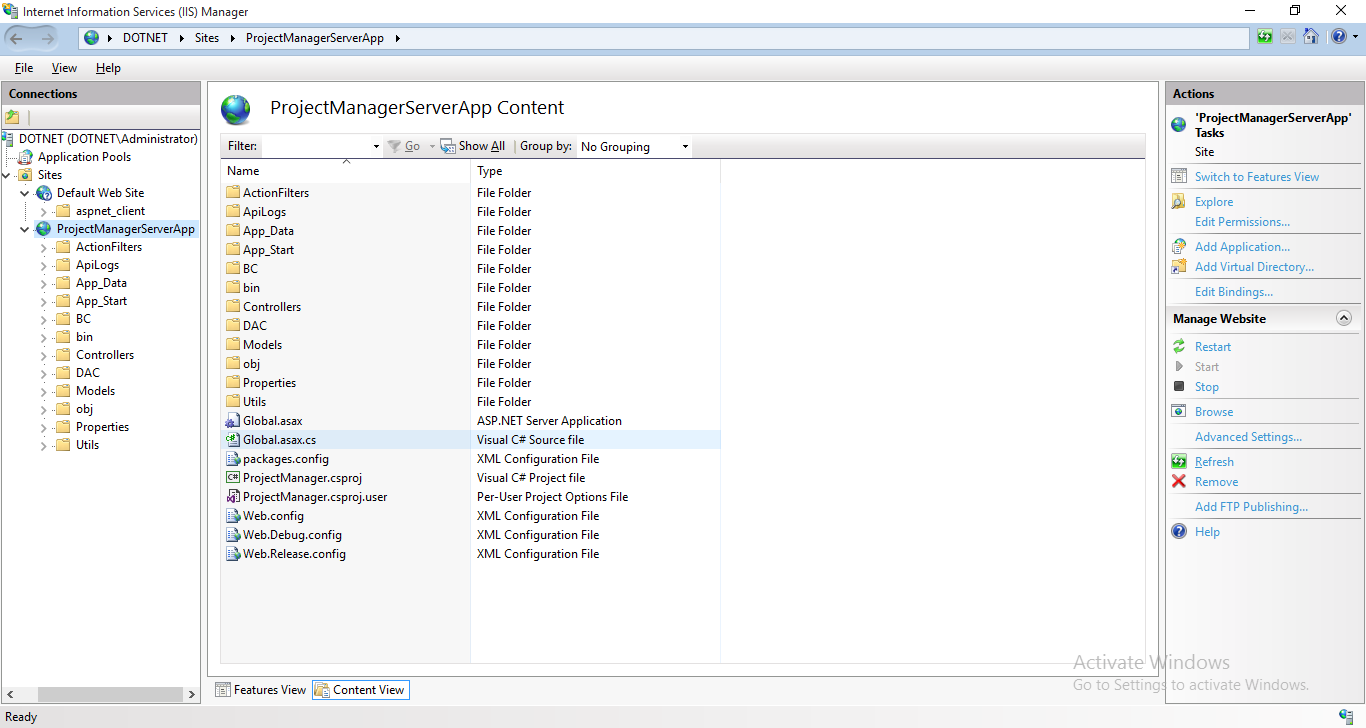 Internet Information Services (IIS) Manager
DOTNET Sites ProjectManagerServerApp
File View Help
Connections
DOTNET (DOTNET\Administrator)
Application Pools
Sites
Default Web Site
aspnet_client
ProjectManagerServerApp
ActionFilters
ApiLogs
App_Data
App_Start
BC
bin
Controllers
DAC
Models
obj
Properties
Utils
ProjectManagerServerApp Content
Filter: Go Show All Group by: No Grouping
Name Type
ActionFilters File Folder
ApiLogs File Folder
App_Data File Folder
App_Start File Folder
BC File Folder
bin File Folder
Controllers File Folder
DAC File Folder
Models File Folder
obj File Folder
Properties File Folder
Utils File Folder
Global.asax ASP.NET Server Application
Global.asax.cs Visual C# Source file
packages.config XML Configuration File
ProjectManager.csproj Visual C# Project file
ProjectManager.csproj.user Per-User Project Options File
Web.config XML Configuration File
Web.Debug.config XML Configuration File
Web.Release.config XML Configuration File
Features View Content View
Actions
'ProjectManagerServerApp'
Tasks
Site
Switch to Features View
Explore
Edit Permissions...
Add Application...
Add Virtual Directory...
Edit Bindings...
Manage Website
Restart
Start
Stop
Browse
Advanced Settings...
Refresh
Remove
Add FTP Publishing...
Help
Activate Windows
Go to Settings to activate Windows.
Ready